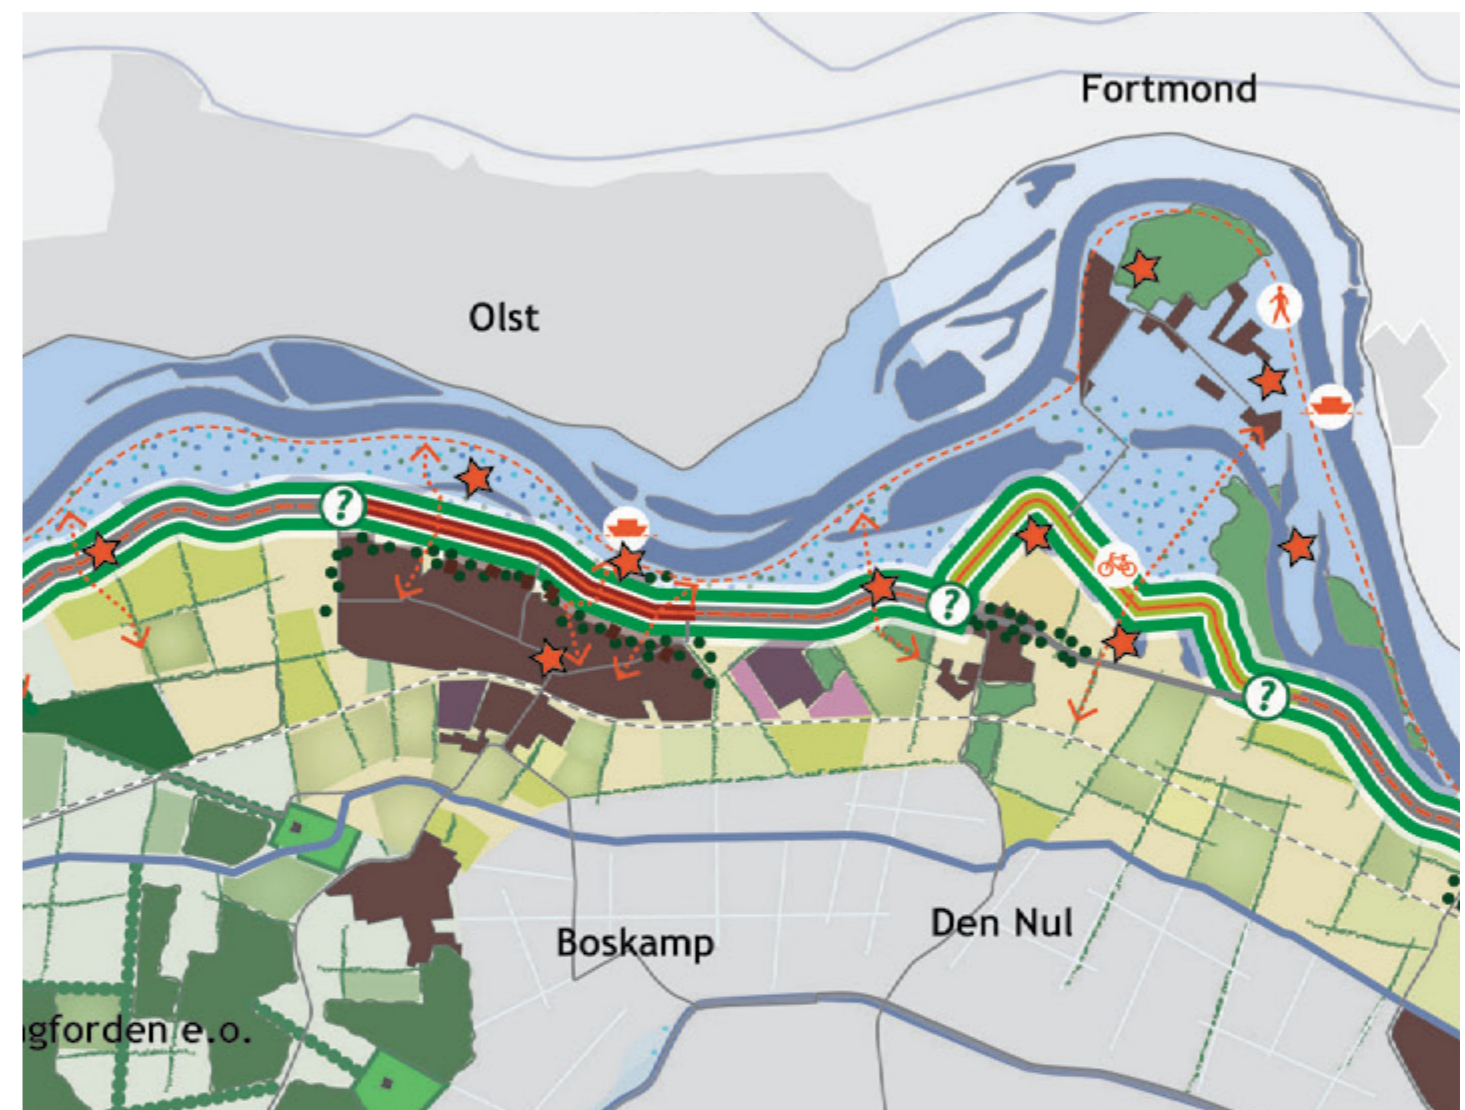 Fortmond
Olst
?
?
?
Den Nul
Boskamp
gforden e.o.